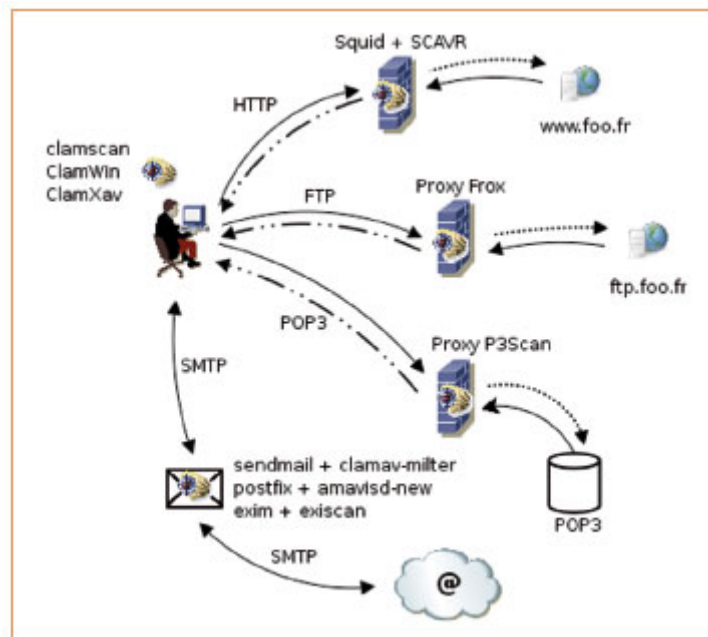 Squid + SCAVR
HTTP
www.foo.fr
clamscan
ClamWin
ClamXav
FTP
Proxy Frox
ftp.foo.fr
POP3
Proxy P3Scan
SMTP
sendmail + clamav-milter
postfix + amavisd-new
exim + exiscan
POP3
SMTP
@